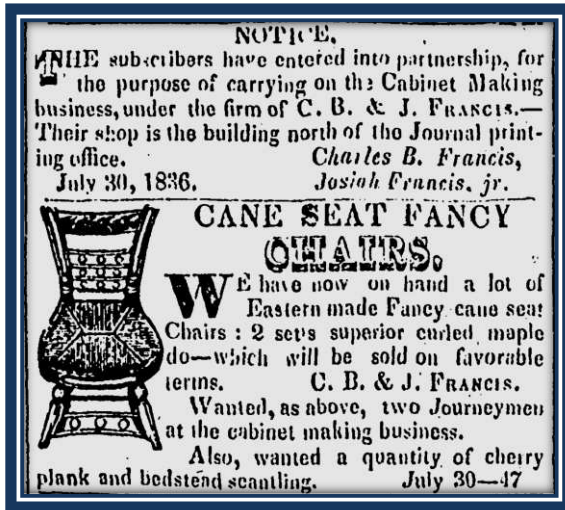 NOTICE.
THE subscribers have entered into partnership, for
the purpose of carrying on the Cabinet Making
business, under the firm of C. B. & J. FRANCIS.—
Their shop is the building north of the Journal print-
ing office. Charles B. Francis,
July 30, 1836. Josiah Francis, jr.
CANE SEAT FANCY
CHAIRS.
WE have now on hand a lot of
Eastern made Fancy cane seat
Chairs : 2 sets superior curled maple
do—which will be sold on favorable
terms. C. B. & J. FRANCIS.
Wanted, as above, two Journeymen
at the cabinet making business.
Also, wanted a quantity of cherry
plank and bedstead scantling. July 30—47